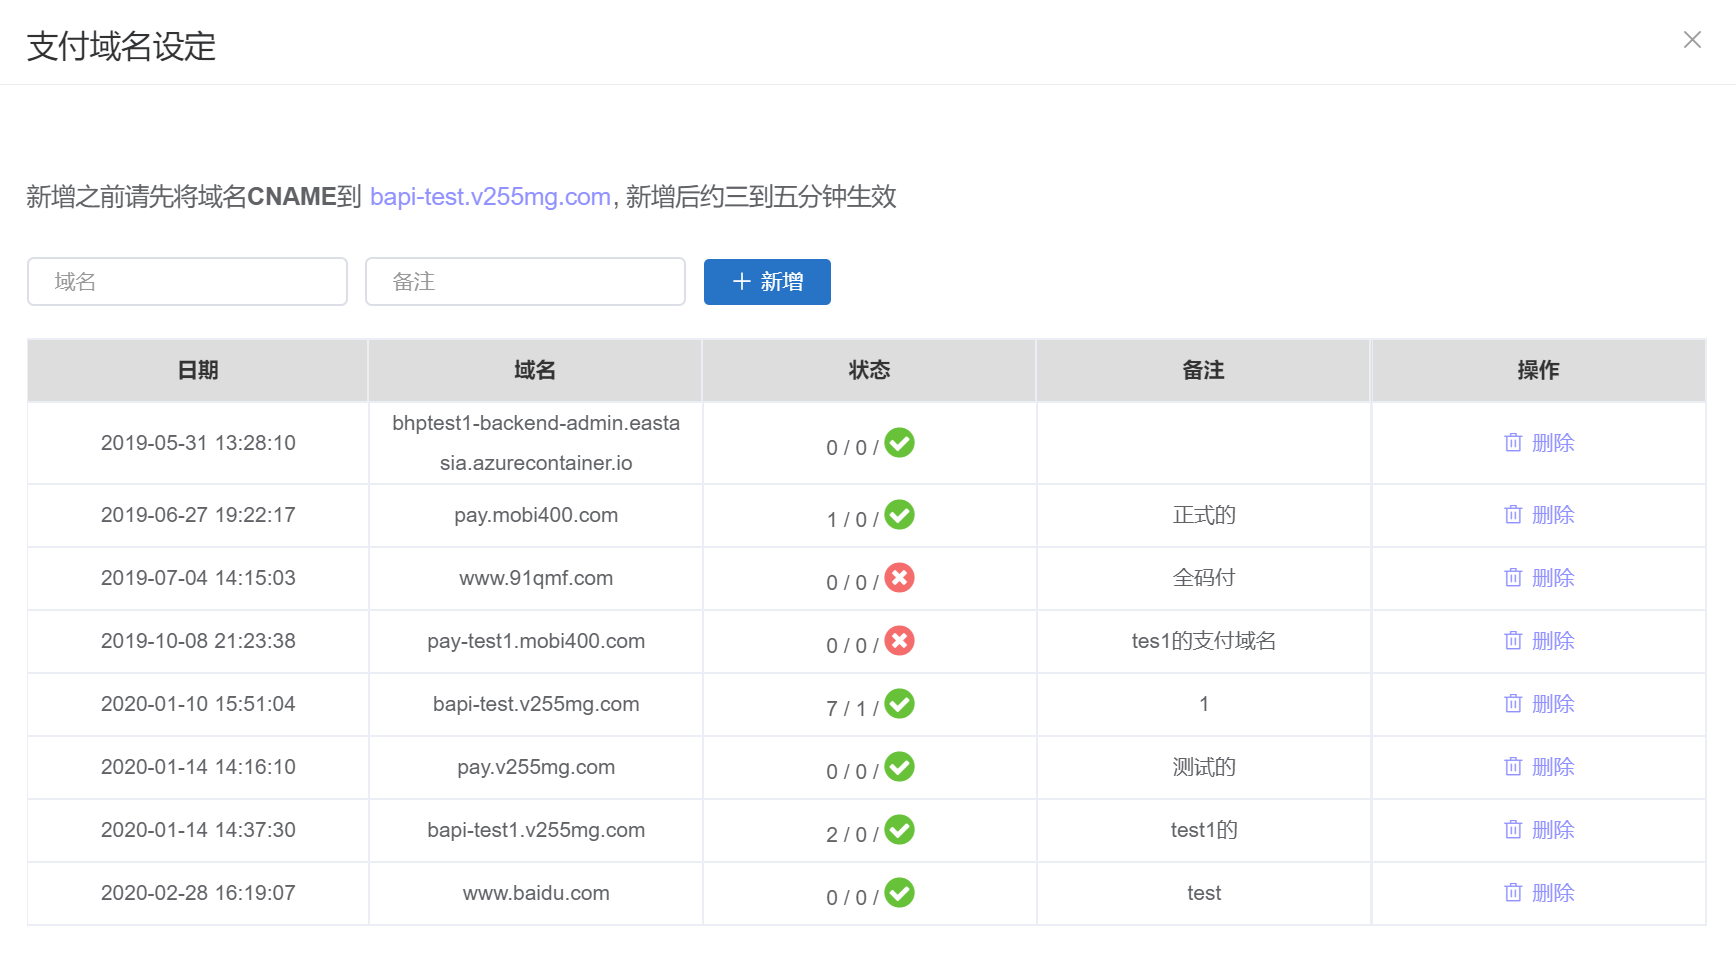 支付域名设定
新增之前请先将域名CNAME到 bapi-test.v255mg.com, 新增后约三到五分钟生效
域名 备注 新增
日期 域名 状态 备注 操作
2019-05-31 13:28:10 bhptest1-backend-admin.easta 0 / 0 / 删除
sia.azurecontainer.io
2019-06-27 19:22:17 pay.mobi400.com 1 / 0 / 正式的 删除
2019-07-04 14:15:03 www.91qmf.com 0 / 0 / 全码付 删除
2019-10-08 21:23:38 pay-test1.mobi400.com 0 / 0 / tes1的支付域名 删除
2020-01-10 15:51:04 bapi-test.v255mg.com 7 / 1 / 1 删除
2020-01-14 14:16:10 pay.v255mg.com 0 / 0 / 测试的 删除
2020-01-14 14:37:30 bapi-test1.v255mg.com 2 / 0 / test1的 删除
2020-02-28 16:19:07 www.baidu.com 0 / 0 / test 删除